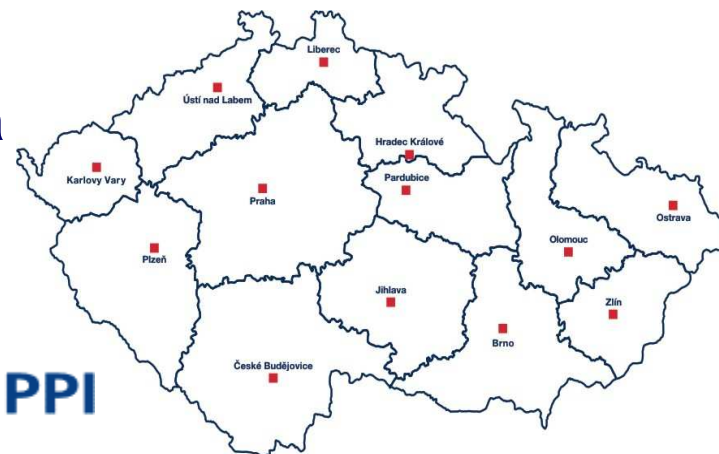 Liberec
Ústí nad Labem
Hradec Králové
Karlovy Vary
Pardubice
Praha
Ostrava
Olomouc
Plzeň
Jihlava
Zlín
Brno
České Budějovice
PPI